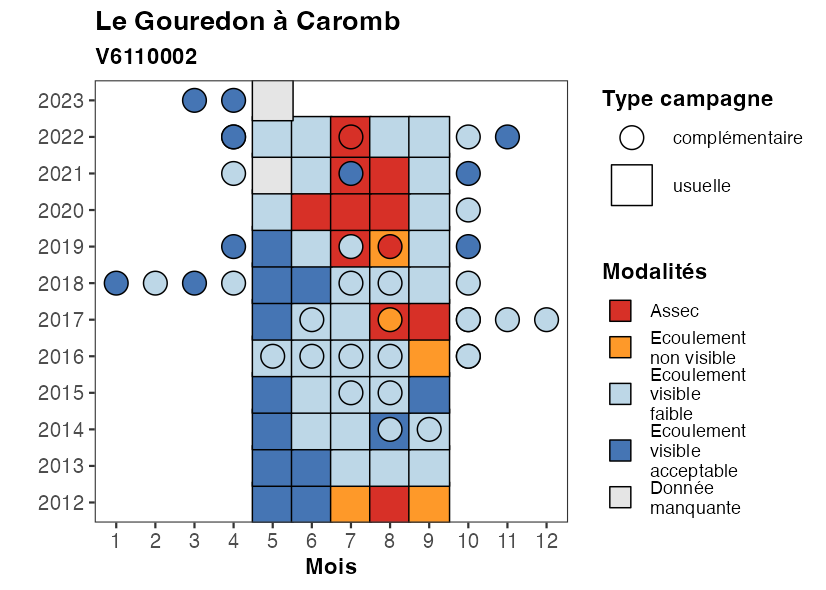 Le Gouredon à Caromb
V6110002
2023
2022
2021
2020
2019
2018
2017
2016
2015
2014
2013
2012
1 2 3 4 5 6 7 8 9 10 11 12
Mois
Type campagne
complémentaire
usuelle
Modalités
Assec
Ecoulement
non visible
Ecoulement
visible
faible
Ecoulement
visible
acceptable
Donnée
manquante